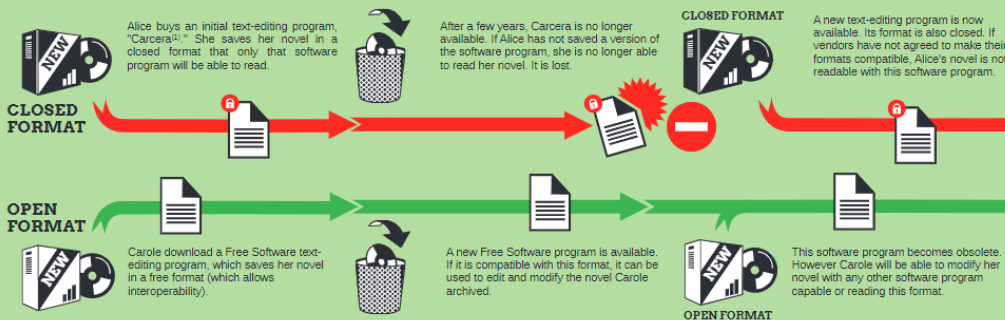 Alice buys an initial text-editing program,
"Carcera(1)." She saves her novel in a
closed format that only that software
program will be able to read.
NEW
CLOSED
FORMAT
After a few years, Carcera is no longer
available. If Alice has not saved a version of
the software program, she is no longer able
to read her novel. It is lost.
CLOSED FORMAT
NEW
A new text-editing program is now
available. Its format is also closed. If
vendors have not agreed to make their
formats compatible, Alice's novel is not
readable with this software program.
OPEN
FORMAT
NEW
Carole download a Free Software text-
editing program, which saves her novel
in a free format (which allows
interoperability).
A new Free Software program is available.
If it is compatible with this format, it can be
used to edit and modify the novel Carole
archived.
NEW
OPEN FORMAT
This software program becomes obsolete.
However Carole will be able to modify her
novel with any other software program
capable or reading this format.